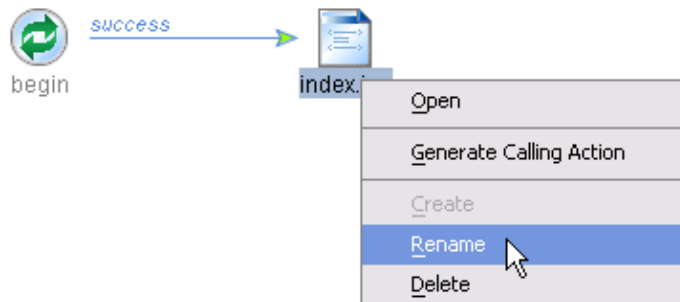 success
begin
index.
Open
Generate Calling Action
Create
Rename
Delete